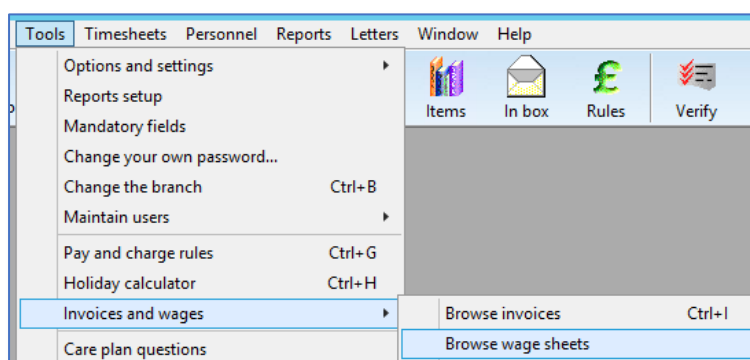 Tools Timesheets Personnel Reports Letters Window Help
Options and settings
Reports setup
Mandatory fields
Change your own password...
Change the branch Ctrl+B
Maintain users
Pay and charge rules Ctrl+G
Holiday calculator Ctrl+H
Invoices and wages
Care plan questions
Items In box Rules Verify
Browse invoices Ctrl+I
Browse wage sheets